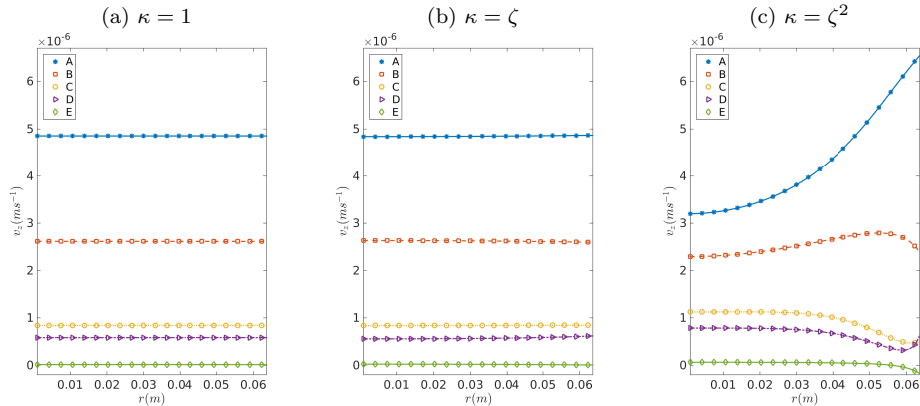 (a) κ = 1
×10⁻⁶
A
B
C
D
E
6
5
4
3
2
1
0
v_z(ms⁻¹)
0.01 0.02 0.03 0.04 0.05 0.06
r(m)
(b) κ = ζ
×10⁻⁶
A
B
C
D
E
6
5
4
3
2
1
0
v_z(ms⁻¹)
0.01 0.02 0.03 0.04 0.05 0.06
r(m)
(c) κ = ζ²
×10⁻⁶
A
B
C
D
E
6
5
4
3
2
1
0
v_z(ms⁻¹)
0.01 0.02 0.03 0.04 0.05 0.06
r(m)